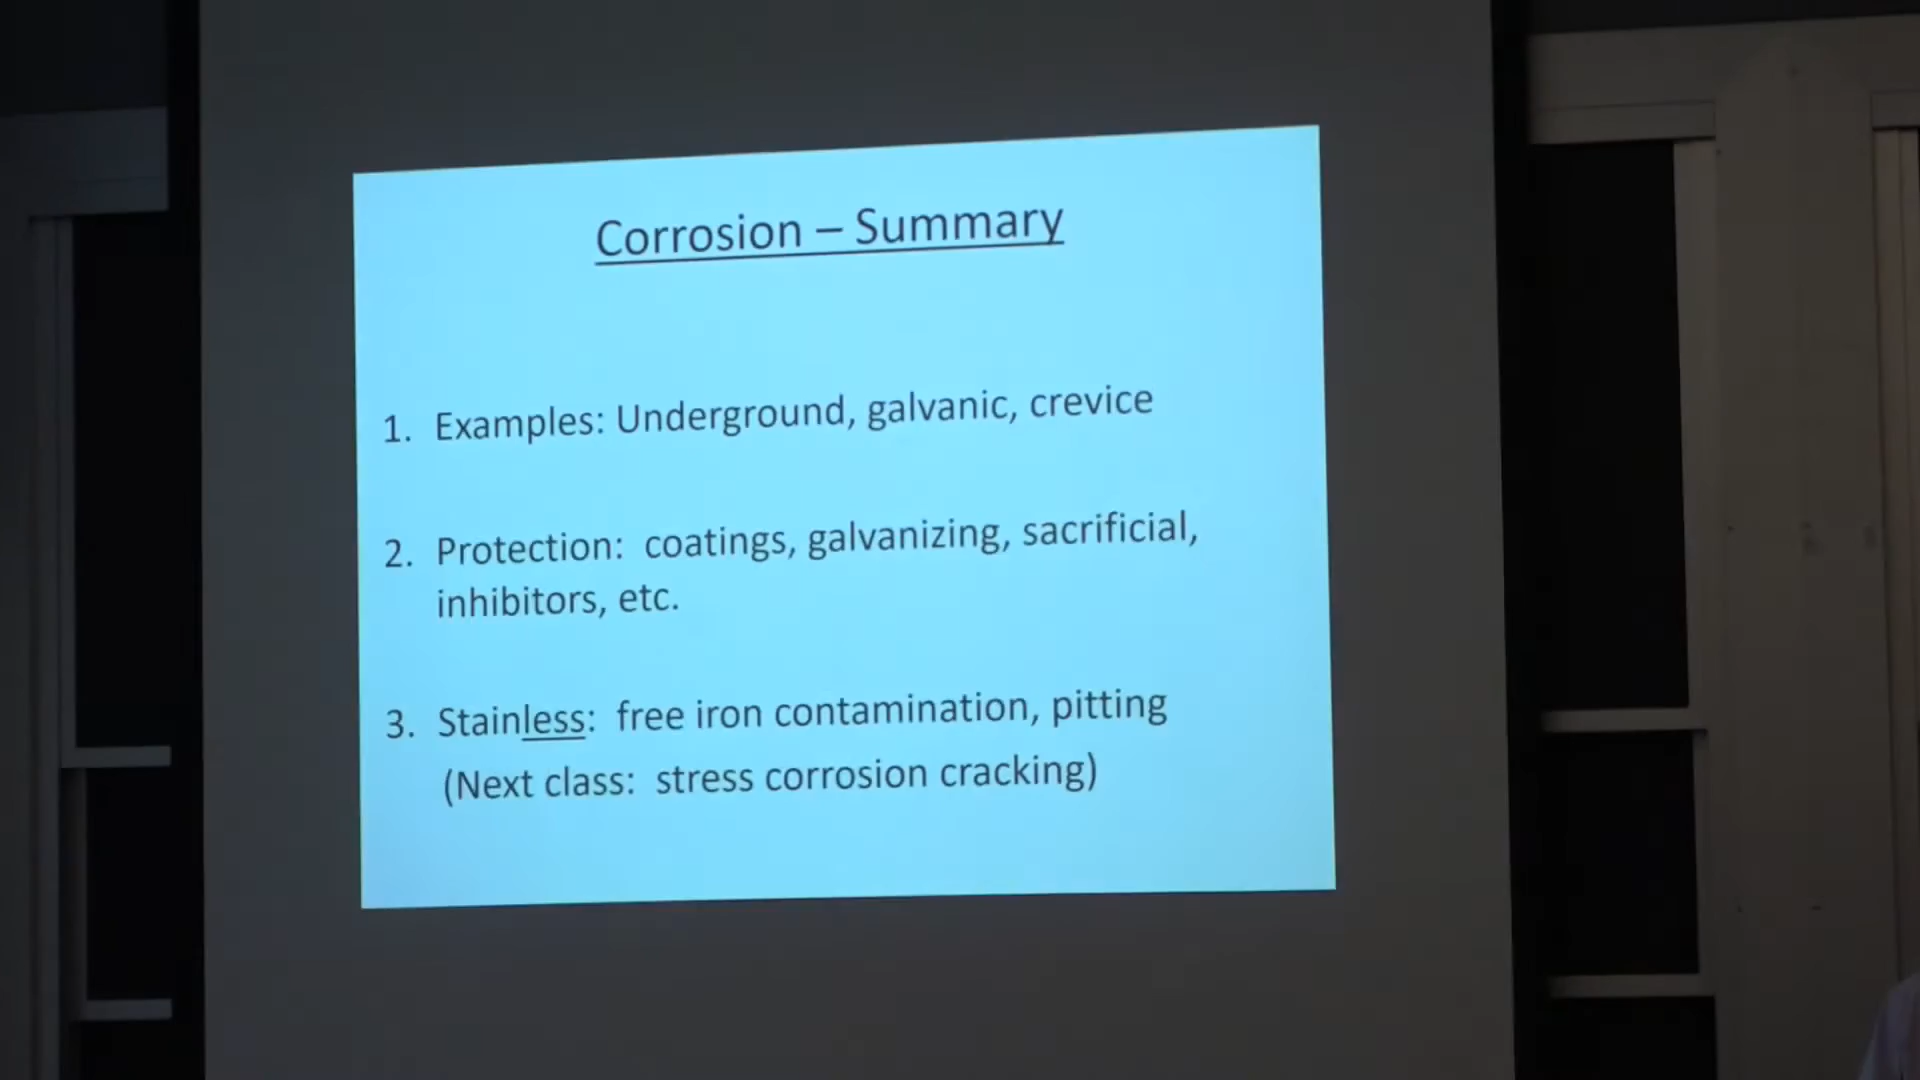 Corrosion – Summary
1. Examples: Underground, galvanic, crevice
2. Protection: coatings, galvanizing, sacrificial,
inhibitors, etc.
3. Stainless: free iron contamination, pitting
(Next class: stress corrosion cracking)